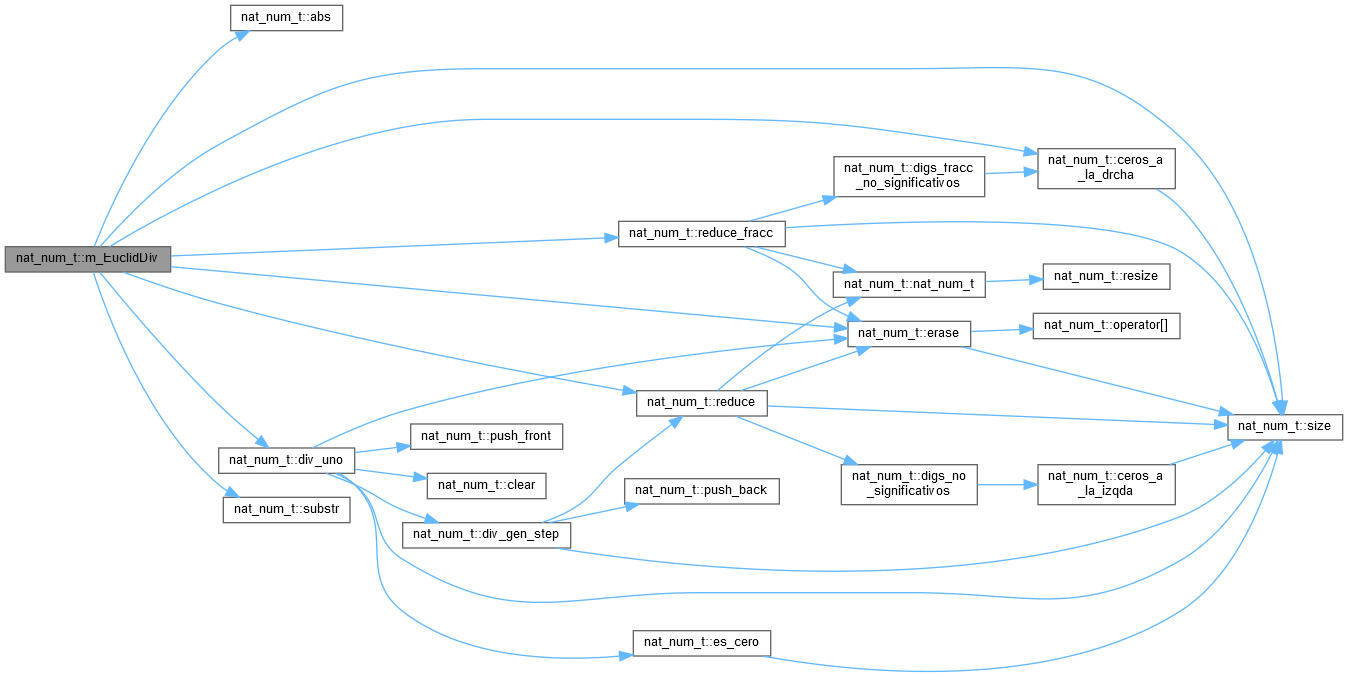 nat_num_t::abs
nat_num_t::ceros_a
_la_drcha
nat_num_t::digs_fracc
_no_significativos
nat_num_t::reduce_fracc
nat_num_t::m_EuclidDiv
nat_num_t::resize
nat_num_t::nat_num_t
nat_num_t::operator[]
nat_num_t::erase
nat_num_t::reduce
nat_num_t::size
nat_num_t::push_front
nat_num_t::div_uno
nat_num_t::clear
nat_num_t::digs_no
_significativos
nat_num_t::ceros_a
_la_izqda
nat_num_t::push_back
nat_num_t::substr
nat_num_t::div_gen_step
nat_num_t::es_cero